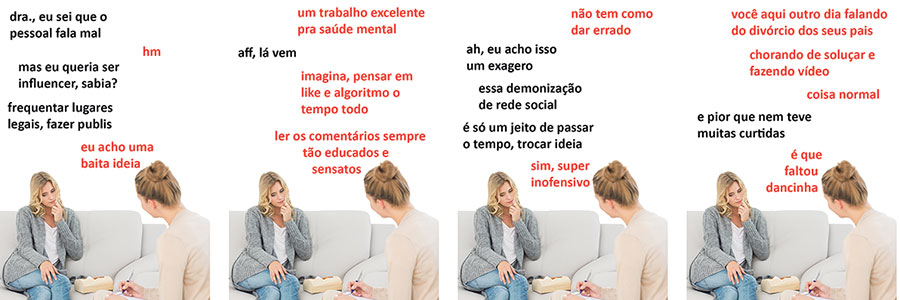 dra., eu sei que o
pessoal fala mal
hm
mas eu queria ser
influencer, sabia?
frequentar lugares
legais, fazer publis
eu acho uma
baita ideia
um trabalho excelente
pra saúde mental
aff, lá vem
imagina, pensar em
like e algoritmo o
tempo todo
ler os comentários sempre
tão educados e
sensatos
não tem como
dar errado
ah, eu acho isso
um exagero
essa demonização
de rede social
é só um jeito de passar
o tempo, trocar ideia
sim, super
inofensivo
você aqui outro dia falando
do divórcio dos seus pais
chorando de soluçar e
fazendo vídeo
coisa normal
e pior que nem teve
muitas curtidas
é que
faltou
dancinha